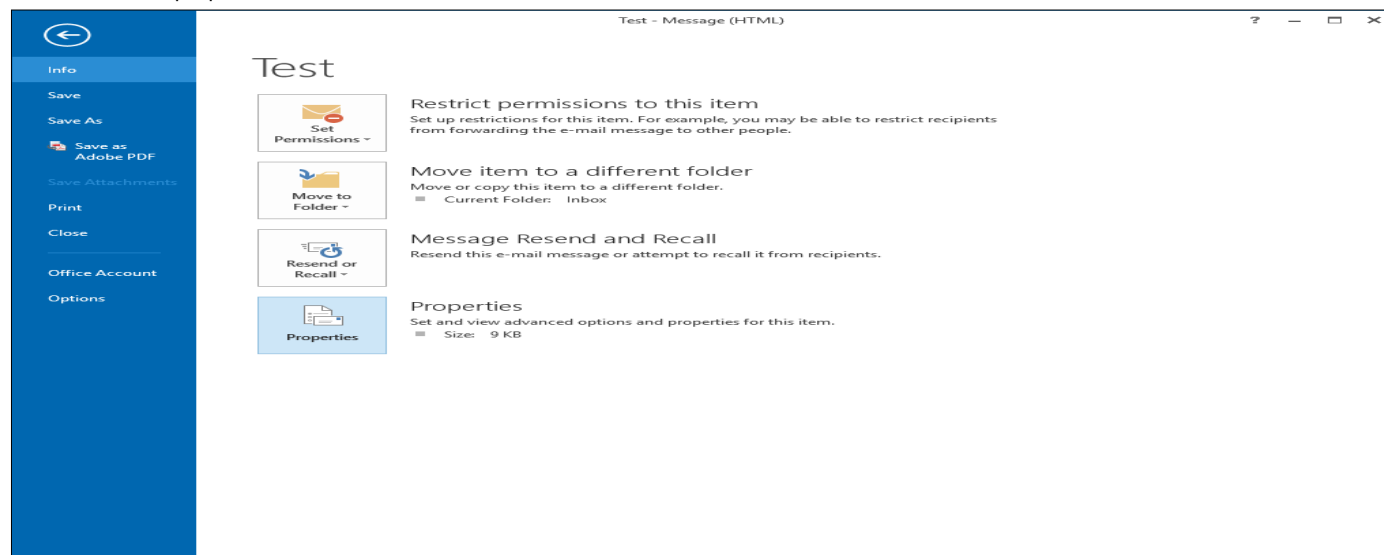 Test - Message (HTML)
?
Info
Save
Save As
Save as
Adobe PDF
Save Attachments
Print
Close
Office Account
Options
Test
Set
Permissions
Restrict permissions to this item
Set up restrictions for this item. For example, you may be able to restrict recipients
from forwarding the e-mail message to other people.
Move to
Folder
Move item to a different folder
Move or copy this item to a different folder.
Current Folder: Inbox
Resend or
Recall
Message Resend and Recall
Resend this e-mail message or attempt to recall it from recipients.
Properties
Properties
Set and view advanced options and properties for this item.
Size: 9 KB